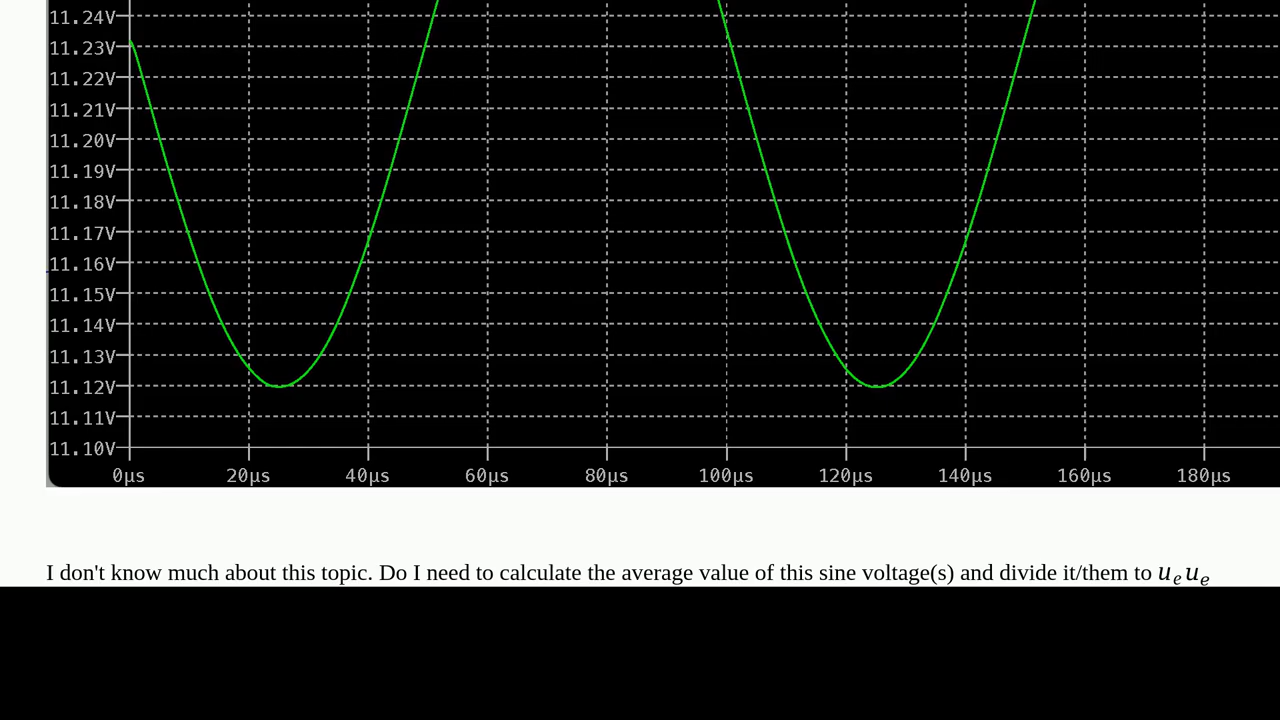 11.24V
11.23V
11.22V
11.21V
11.20V
11.19V
11.18V
11.17V
11.16V
11.15V
11.14V
11.13V
11.12V
11.11V
11.10V
0µs 20µs 40µs 60µs 80µs 100µs 120µs 140µs 160µs 180µs
I don't know much about this topic. Do I need to calculate the average value of this sine voltage(s) and divide it/them to u_e u_e